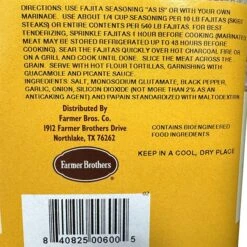 DIRECTIONS: USE FAJITA SEASONING "AS IS" OR WITH YOUR OWN
MARINADE. USE ABOUT 1/4 CUP SEASONING PER 10 LB FAJITAS (SKIRT
STEAKS) OR ENTIRE CONTENTS PER 540 LB FAJITAS. FOR BEST
TENDERIZING, SPRINKLE FAJITAS 1 HOUR BEFORE COOKING (MARINATED
MEAT MAY BE STORED REFRIGERATED UP TO 48 HOURS BEFORE
COOKING). SEAR THE FAJITAS QUICKLY OVER HOT CHARCOAL FIRE OR
ON A GRILL AND COOK UNTIL DONE. SLICE THE MEAT ACROSS THE
GRAIN. SERVE WITH HOT FLOUR TORTILLAS, GARNISHING WITH
GUACAMOLE AND PICANTE SAUCE.
INGREDIENTS: SALT, MONOSODIUM GLUTAMATE, BLACK PEPPER,
GARLIC, ONION, SILICON DIOXIDE (NOT MORE THAN 2% AS AN
ANTICAKING AGENT) AND PAPAIN STANDARDIZED WITH MALTODEXTRIN
Distributed By
Farmer Bros. Co.
1912 Farmer Brothers Drive
Northlake, TX 76262
CONTAINS BIOENGINEERED
FOOD INGREDIENTS
Farmer Brothers
KEEP IN A COOL, DRY PLACE
07
8 40825 00600 5